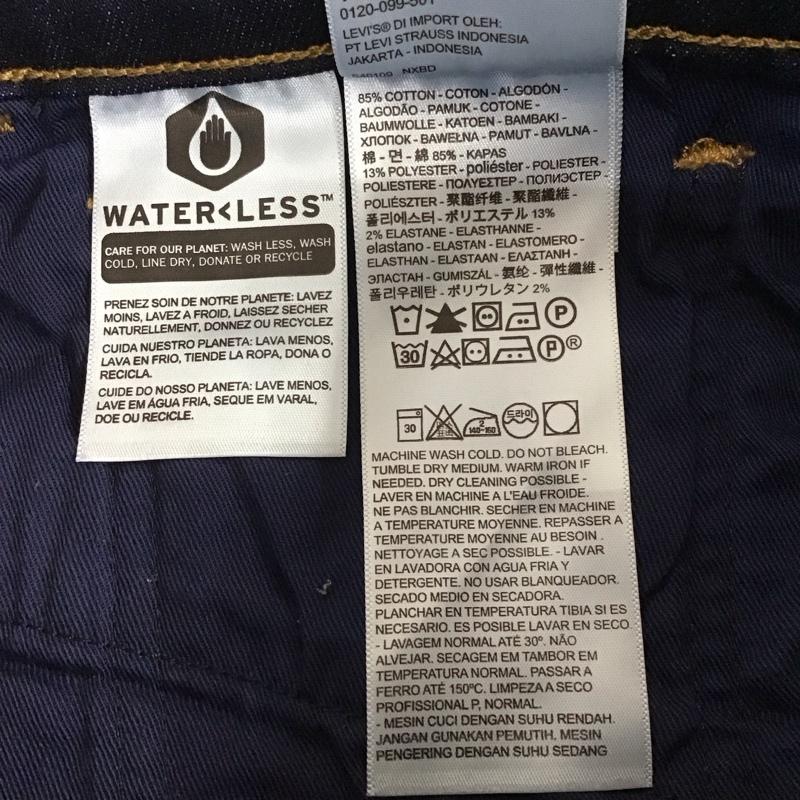 WATER<LESS™
CARE FOR OUR PLANET: WASH LESS, WASH
COLD, LINE DRY, DONATE OR RECYCLE
PRENEZ SOIN DE NOTRE PLANETE: LAVEZ
MOINS, LAVEZ A FROID, LAISSEZ SECHER
NATURELLEMENT, DONNEZ OU RECYCLEZ
CUIDA NUESTRO PLANETA: LAVA MENOS,
LAVA EN FRIO, TIENDE LA ROPA, DONA O
RECICLA.
CUIDE DO NOSSO PLANETA: LAVE MENOS,
LAVE EM ÁGUA FRIA, SEQUE EM VARAL,
DOE OU RECICLE.
0120-099-501
LEVI'S® DI IMPORT OLEH:
PT LEVI STRAUSS INDONESIA
JAKARTA - INDONESIA
NXBD
85% COTTON - COTON - ALGODÓN -
ALGODÃO - PAMUK - COTONE -
BAUMWOLLE - KATOEN - BAMBAKI -
ХЛОПОК - BAWEŁNA - PAMUT - BAVLNA -
棉 - 면 - 綿 85% - KAPAS
13% POLYESTER - poliéster - POLIESTER -
POLIESTERE - ΠΟΛΥΕΣΤΕΡ - ПОЛИЭСТЕР -
POLIÉSZTER - 聚酯纤维 - 聚酯纖維 -
폴리에스터 - ポリエステル 13%
2% ELASTANE - ELASTHANNE -
elastano - ELASTAN - ELASTOMERO -
ELASTHAN - ELASTAAN - ΕΛΑΣΤΑΝΗ -
ЭЛАСТАН - GUMISZÁL - 氨纶 - 彈性纖維 -
폴리우레탄 - ポリウレタン 2%
P
30 P ®
30 2 140-160 드라이
MACHINE WASH COLD. DO NOT BLEACH.
TUMBLE DRY MEDIUM. WARM IRON IF
NEEDED. DRY CLEANING POSSIBLE -
LAVER EN MACHINE A L'EAU FROIDE.
NE PAS BLANCHIR. SECHER EN MACHINE
A TEMPERATURE MOYENNE. REPASSER A
TEMPERATURE MOYENNE AU BESOIN .
NETTOYAGE A SEC POSSIBLE. - LAVAR
EN LAVADORA CON AGUA FRIA Y
DETERGENTE. NO USAR BLANQUEADOR.
SECADO MEDIO EN SECADORA.
PLANCHAR EN TEMPERATURA TIBIA SI ES
NECESARIO. ES POSIBLE LAVAR EN SECO
- LAVAGEM NORMAL ATÉ 30º. NÃO
ALVEJAR. SECAGEM EM TAMBOR EM
TEMPERATURA NORMAL. PASSAR A
FERRO ATÉ 150ºC. LIMPEZA A SECO
PROFISSIONAL P, NORMAL.
- MESIN CUCI DENGAN SUHU RENDAH.
JANGAN GUNAKAN PEMUTIH. MESIN
PENGERING DENGAN SUHU SEDANG